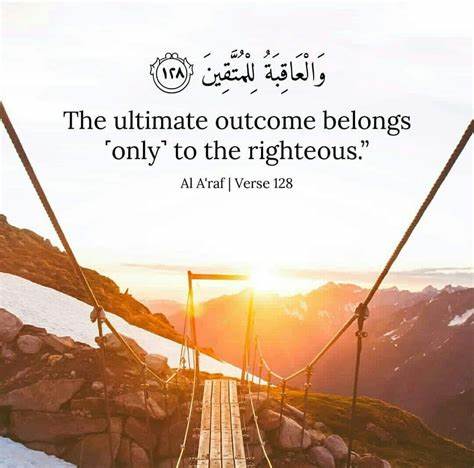 وَالْعَاقِبَةُ لِلْمُتَّقِينَ ١٢٨
The ultimate outcome belongs
⌜only⌝ to the righteous.”
Al A'raf | Verse 128